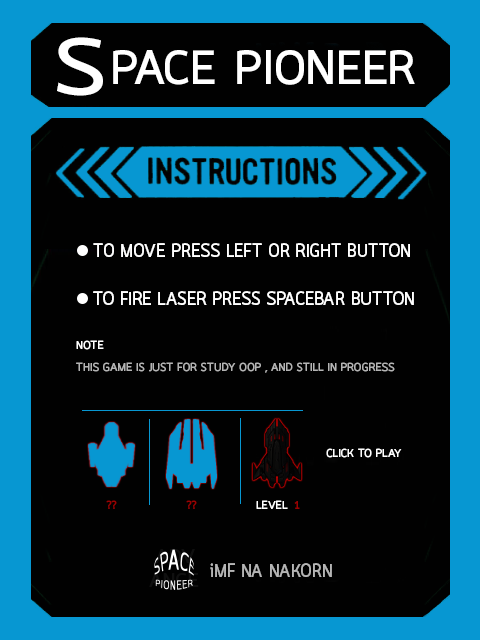 SPACE PIONEER
INSTRUCTIONS
● TO MOVE PRESS LEFT OR RIGHT BUTTON
● TO FIRE LASER PRESS SPACEBAR BUTTON
NOTE
THIS GAME IS JUST FOR STUDY OOP , AND STILL IN PROGRESS
CLICK TO PLAY
?? ?? LEVEL 1
SPACE
PIONEER
iMF NA NAKORN